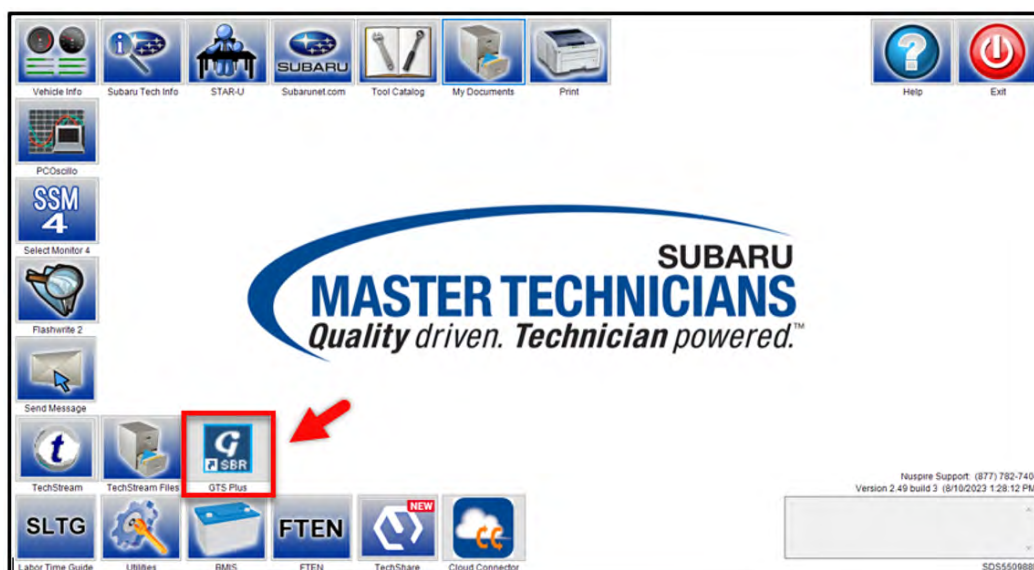 SUBARU
Vehicle Info
Subaru Tech Info
STAR-U
Subarunet.com
Tool Catalog
My Documents
Print
Help
Exit
PCOscillo
SSM
4
Select Monitor 4
SUBARU
MASTER TECHNICIANS
Quality driven. Technician powered.™
Flashwrite 2
Send Message
t
G
SBR
TechStream
TechStream Files
GTS Plus
Nuspire Support: (877) 782-740
Version 2.49 build 3 (8/10/2023 1:28:12 PM
SLTG
FTEN
NEW
Labor Time Guide
Utilities
BMIS
FTEN
TechShare
Cloud Connector
SDS550988